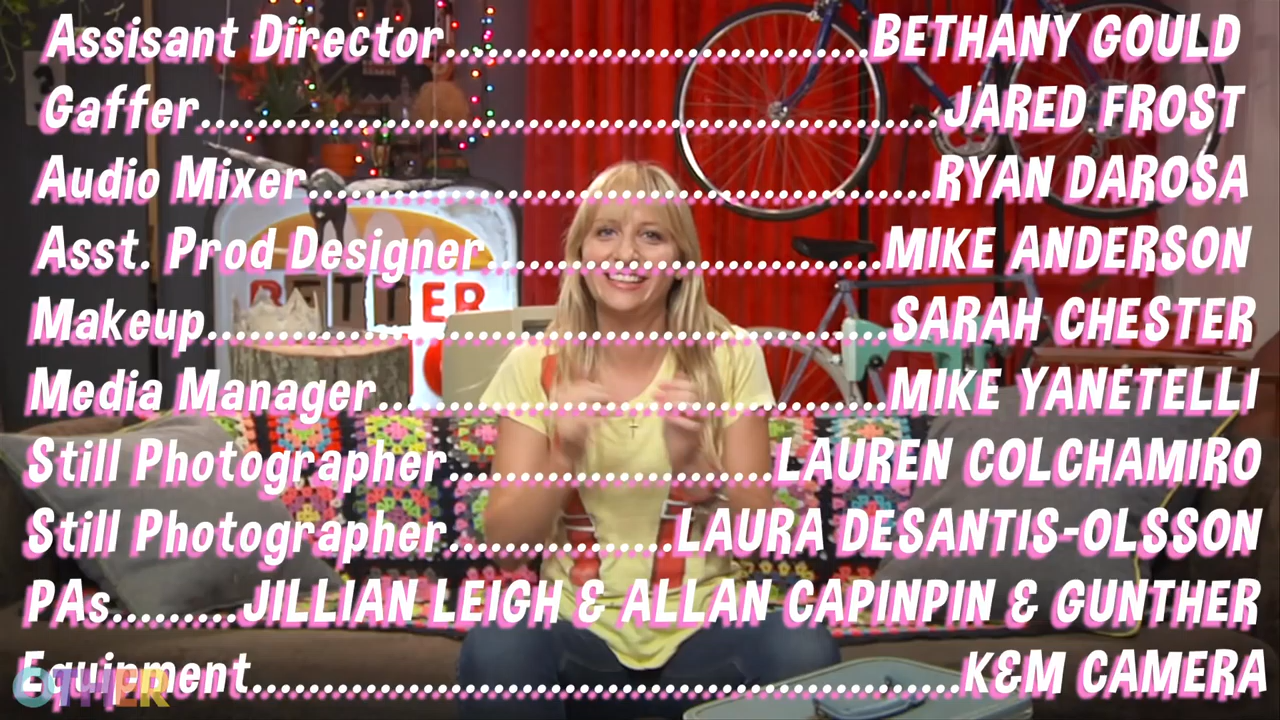 Assisant Director..............................BETHANY GOULD
Gaffer....................................................JARED FROST
Audio Mixer............................................RYAN DAROSA
Asst. Prod Designer............................MIKE ANDERSON
Makeup................................................SARAH CHESTER
Media Manager....................................MIKE YANETELLI
Still Photographer.......................LAUREN COLCHAMIRO
Still Photographer................LAURA DESANTIS-OLSSON
PAs.........JILLIAN LEIGH & ALLAN CAPINPIN & GUNTHER
Equipment..................................................K&M CAMERA
BETTER
OTHER